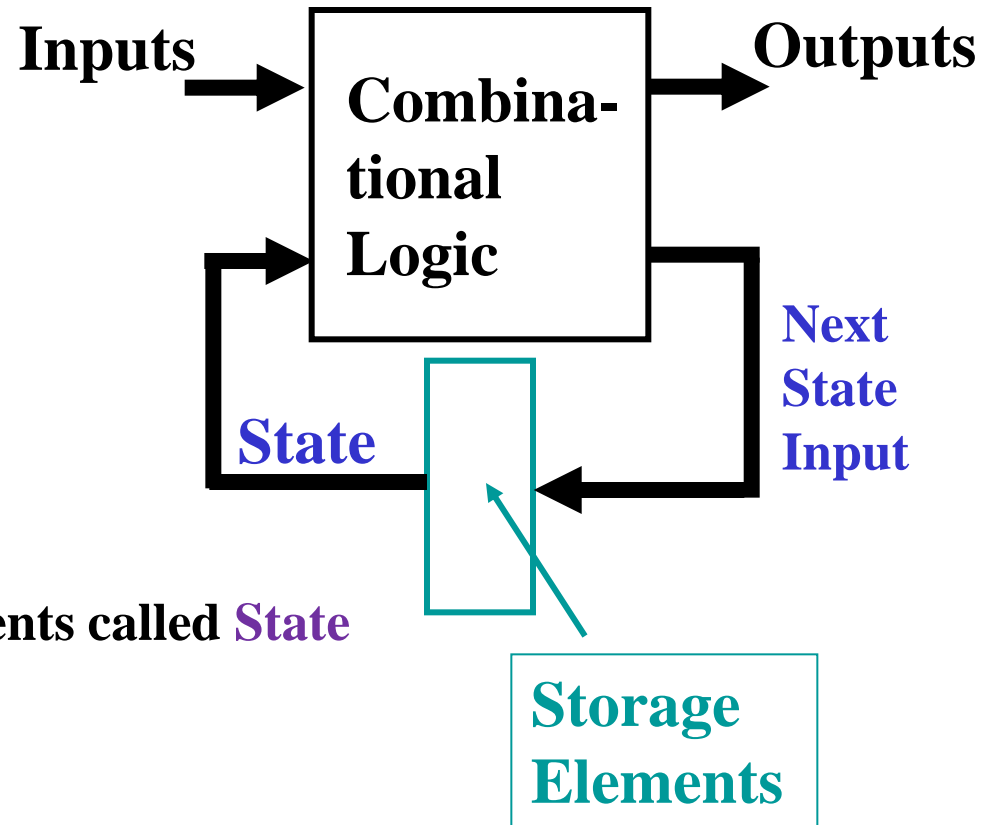 Inputs
Outputs
Combina-
tional
Logic
Next
State
Input
State
ents called State
Storage
Elements